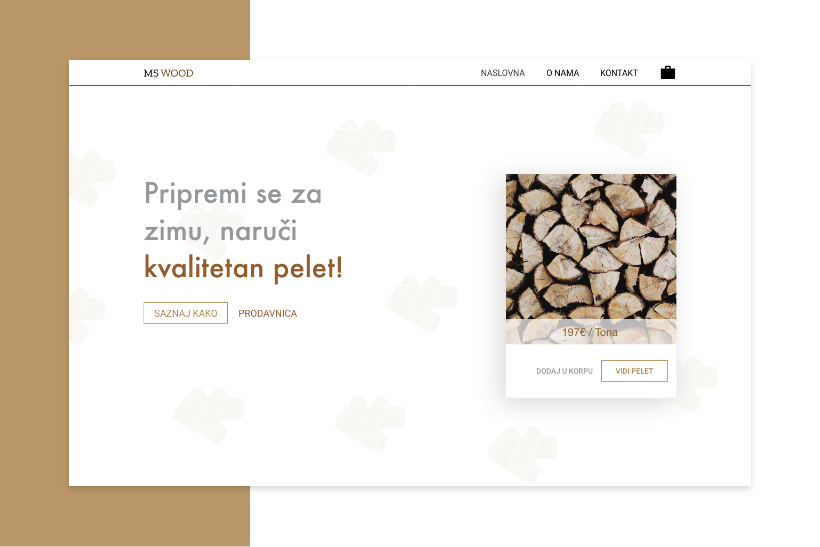 MS WOOD
NASLOVNA O NAMA KONTAKT
Pripremi se za
zimu, naruči
kvalitetan pelet!
SAZNAJ KAKO PRODAVNICA
197€ / Tona
DODAJ U KORPU VIDI PELET